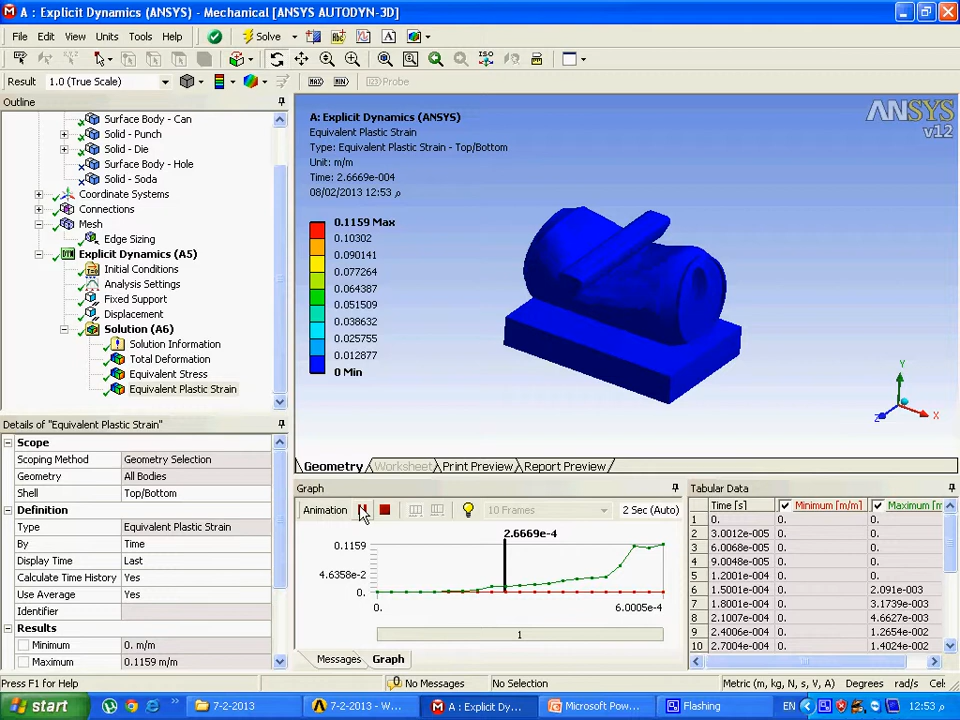 A : Explicit Dynamics (ANSYS) - Mechanical [ANSYS AUTODYN-3D]
File Edit View Units Tools Help Solve
Result 1.0 (True Scale) MAX MIN Probe
Outline
Surface Body - Can
Solid - Punch
Solid - Die
Surface Body - Hole
Solid - Soda
Coordinate Systems
Connections
Mesh
Edge Sizing
Explicit Dynamics (A5)
Initial Conditions
Analysis Settings
Fixed Support
Displacement
Solution (A6)
Solution Information
Total Deformation
Equivalent Stress
Equivalent Plastic Strain
Details of "Equivalent Plastic Strain"
Scope
Scoping Method Geometry Selection
Geometry All Bodies
Shell Top/Bottom
Definition
Type Equivalent Plastic Strain
By Time
Display Time Last
Calculate Time History Yes
Use Average Yes
Identifier
Results
Minimum 0. m/m
Maximum 0.1159 m/m
A: Explicit Dynamics (ANSYS)
Equivalent Plastic Strain
Type: Equivalent Plastic Strain - Top/Bottom
Unit: m/m
Time: 2.6669e-004
08/02/2013 12:53 م
0.1159 Max
0.10302
0.090141
0.077264
0.064387
0.051509
0.038632
0.025755
0.012877
0 Min
ANSYS
v12
Y
X
Z
Geometry Worksheet Print Preview Report Preview
Graph
Animation 10 Frames 2 Sec (Auto)
2.6669e-4
0.1159
4.6358e-2
0.
0. 6.0005e-4
1
Messages Graph
Tabular Data
Time [s] Minimum [m/m] Maximum [m
1 0. 0. 0.
2 3.0012e-005 0. 0.
3 6.0068e-005 0. 0.
4 9.0048e-005 0. 0.
5 1.2001e-004 0. 0.
6 1.5001e-004 0. 2.091e-003
7 1.8001e-004 0. 3.1739e-003
8 2.1007e-004 0. 4.6627e-003
9 2.4006e-004 0. 1.2654e-002
10 2.7004e-004 0. 1.4024e-002
Press F1 for Help No Messages No Selection Metric (m, kg, N, s, V, A) Degrees rad/s Cel:
start 7-2-2013 7-2-2013 - W... A : Explicit Dy... Microsoft Pow... Flashing EN 12:53 م